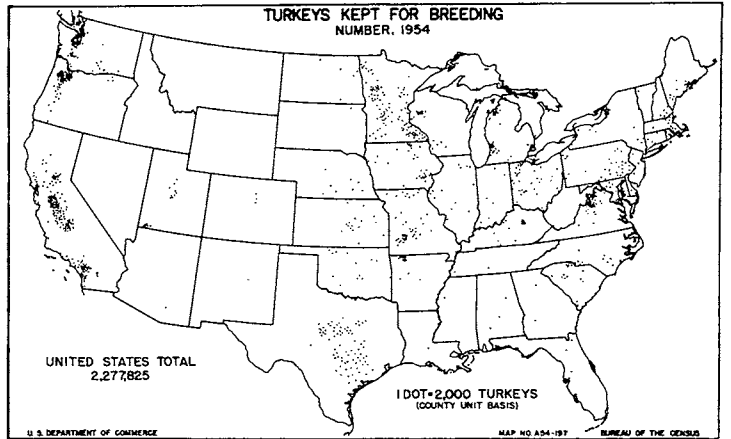 TURKEYS KEPT FOR BREEDING
NUMBER, 1954
UNITED STATES TOTAL
2,277,825
1 DOT=2,000 TURKEYS
(COUNTY UNIT BASIS)
U. S. DEPARTMENT OF COMMERCE
MAP NO. A54-197
BUREAU OF THE CENSUS